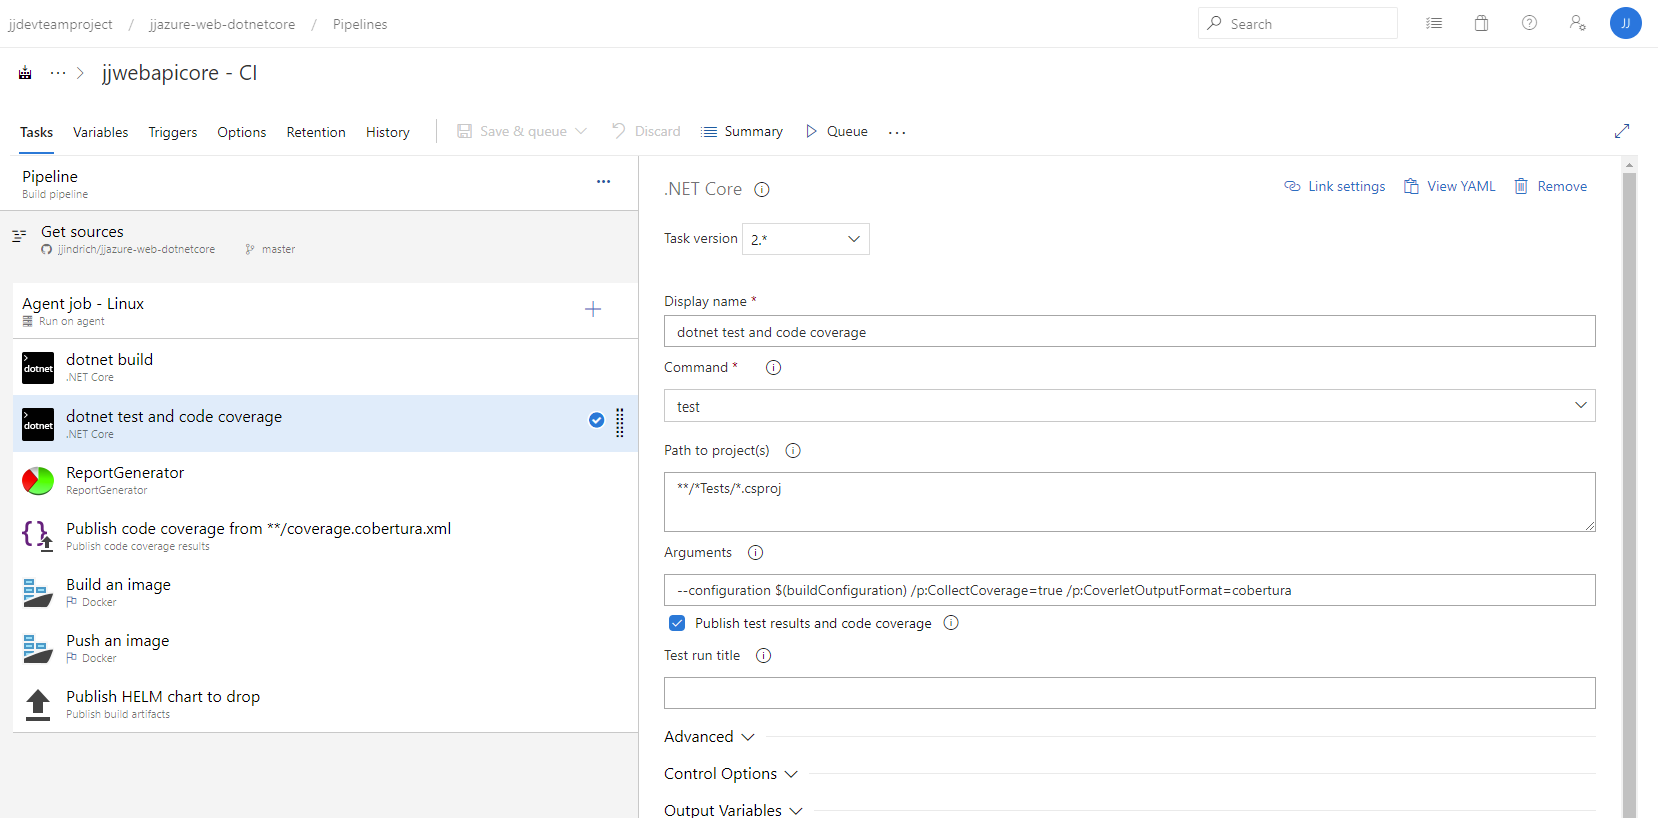 jjdevteamproject / jjazure-web-dotnetcore / Pipelines
Search
JJ
··· > jjwebapicore - CI
Tasks Variables Triggers Options Retention History
Save & queue Discard Summary Queue ...
Pipeline
Build pipeline
...
Get sources
jjindrich/jjazure-web-dotnetcore master
Agent job - Linux
Run on agent
dotnet
dotnet build
.NET Core
dotnet
dotnet test and code coverage
.NET Core
ReportGenerator
ReportGenerator
Publish code coverage from **/coverage.cobertura.xml
Publish code coverage results
Build an image
Docker
Push an image
Docker
Publish HELM chart to drop
Publish build artifacts
.NET Core
Link settings View YAML Remove
Task version 2.*
Display name *
dotnet test and code coverage
Command *
test
Path to project(s)
**/*Tests/*.csproj
Arguments
--configuration $(buildConfiguration) /p:CollectCoverage=true /p:CoverletOutputFormat=cobertura
Publish test results and code coverage
Test run title
Advanced
Control Options
Output Variables